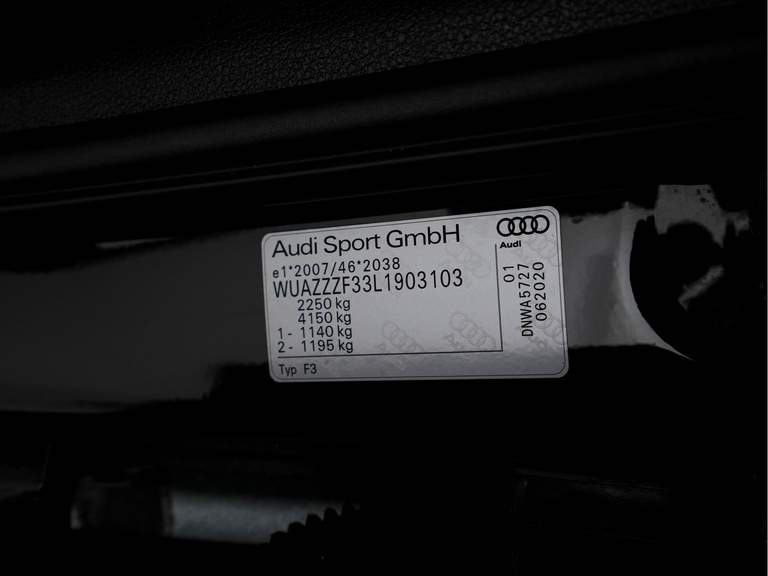 Audi Sport GmbH
Audi
e1*2007/46*2038
WUAZZZF33L1903103
2250 kg
4150 kg
1 - 1140 kg
2 - 1195 kg
Typ F3
01
DNWA5727
062020